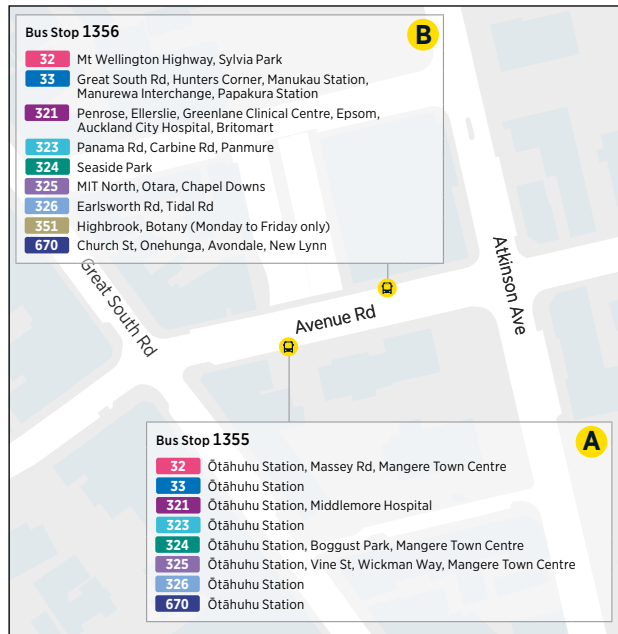 Bus Stop 1356
B
32 Mt Wellington Highway, Sylvia Park
33 Great South Rd, Hunters Corner, Manukau Station,
Manurewa Interchange, Papakura Station
321 Penrose, Ellerslie, Greenlane Clinical Centre, Epsom,
Auckland City Hospital, Britomart
323 Panama Rd, Carbine Rd, Panmure
324 Seaside Park
325 MIT North, Otara, Chapel Downs
326 Earlsworth Rd, Tidal Rd
351 Highbrook, Botany (Monday to Friday only)
670 Church St, Onehunga, Avondale, New Lynn
Great South Rd
Avenue Rd
Atkinson Ave
Bus Stop 1355
A
32 Ōtāhuhu Station, Massey Rd, Mangere Town Centre
33 Ōtāhuhu Station
321 Ōtāhuhu Station, Middlemore Hospital
323 Ōtāhuhu Station
324 Ōtāhuhu Station, Boggust Park, Mangere Town Centre
325 Ōtāhuhu Station, Vine St, Wickman Way, Mangere Town Centre
326 Ōtāhuhu Station
670 Ōtāhuhu Station